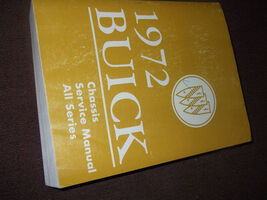 1972
BUICK
Chassis
Service Manual
All Series